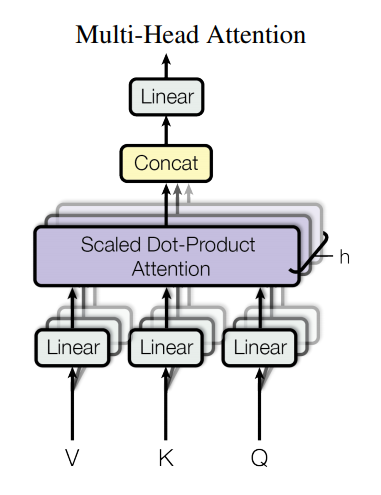 Multi-Head Attention
Linear
Concat
Scaled Dot-Product
Attention
h
Linear Linear Linear
V K Q